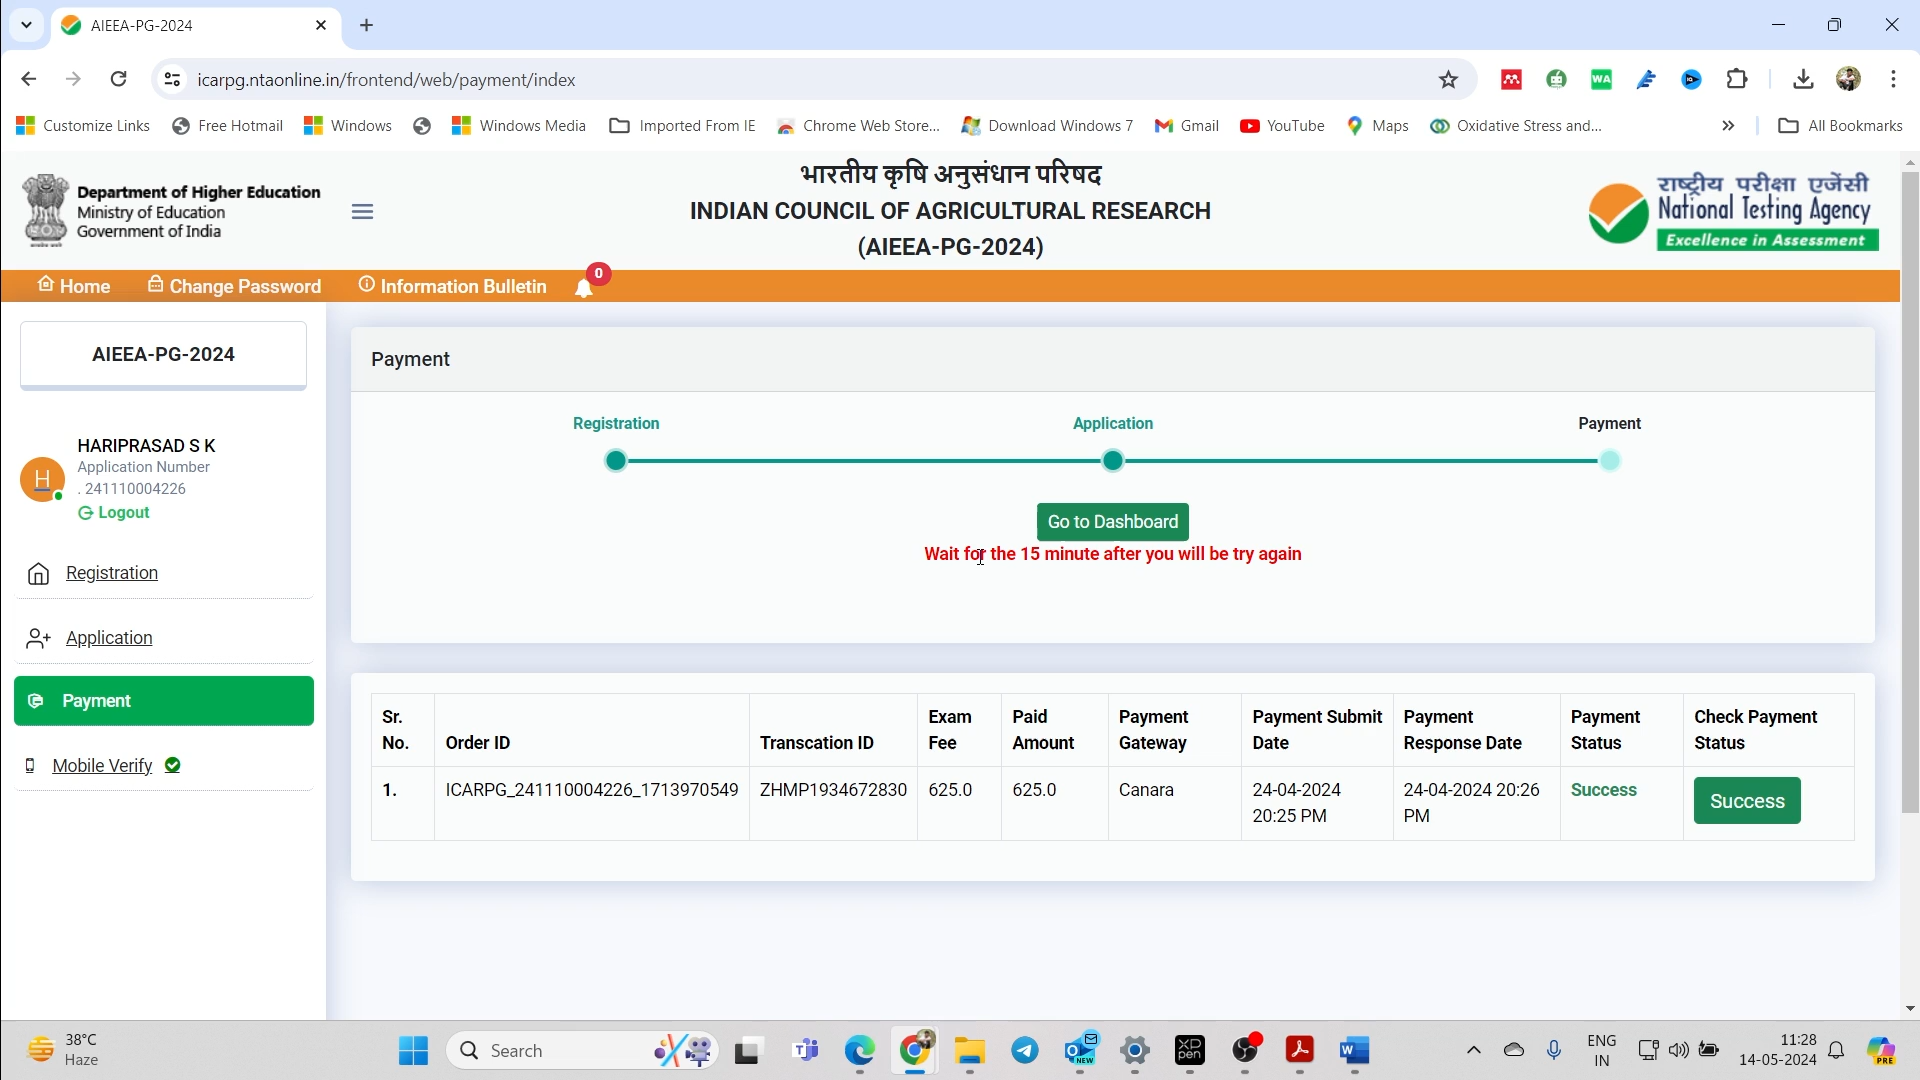 AIEEA-PG-2024
icarpg.ntaonline.in/frontend/web/payment/index
WA
Customize Links
Free Hotmail
Windows
Windows Media
Imported From IE
Chrome Web Store...
Download Windows 7
Gmail
YouTube
Maps
Oxidative Stress and...
»
All Bookmarks
Department of Higher Education
Ministry of Education
Government of India
भारतीय कृषि अनुसंधान परिषद
INDIAN COUNCIL OF AGRICULTURAL RESEARCH
(AIEEA-PG-2024)
राष्ट्रीय परीक्षा एजेंसी
National Testing Agency
Excellence in Assessment
Home
Change Password
Information Bulletin
0
AIEEA-PG-2024
H
HARIPRASAD S K
Application Number
. 241110004226
Logout
Registration
Application
Payment
Mobile Verify
Payment
Registration
Application
Payment
Go to Dashboard
Wait for the 15 minute after you will be try again
Sr. No.
Order ID
Transcation ID
Exam Fee
Paid Amount
Payment Gateway
Payment Submit Date
Payment Response Date
Payment Status
Check Payment Status
1.
ICARPG_241110004226_1713970549
ZHMP1934672830
625.0
625.0
Canara
24-04-2024 20:25 PM
24-04-2024 20:26 PM
Success
Success
38°C
Haze
Search
NEW
XP
pen
ENG
IN
11:28
14-05-2024
PRE